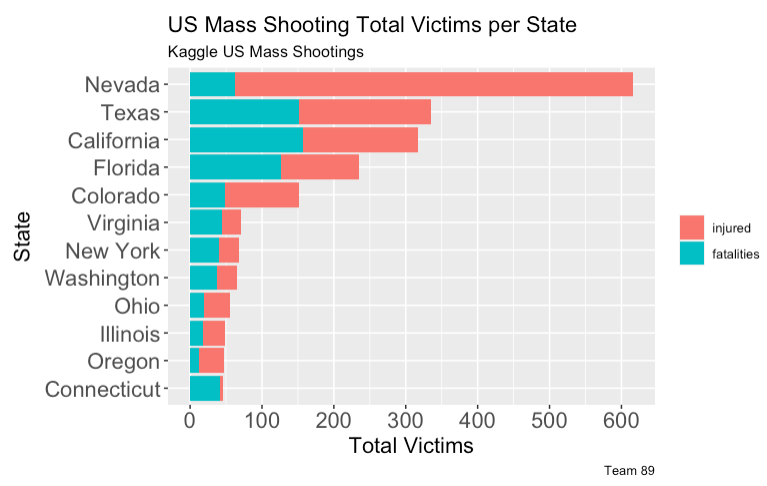 US Mass Shooting Total Victims per State
Kaggle US Mass Shootings
State
Nevada
Texas
California
Florida
Colorado
Virginia
New York
Washington
Ohio
Illinois
Oregon
Connecticut
0 100 200 300 400 500 600
Total Victims
injured
fatalities
Team 89